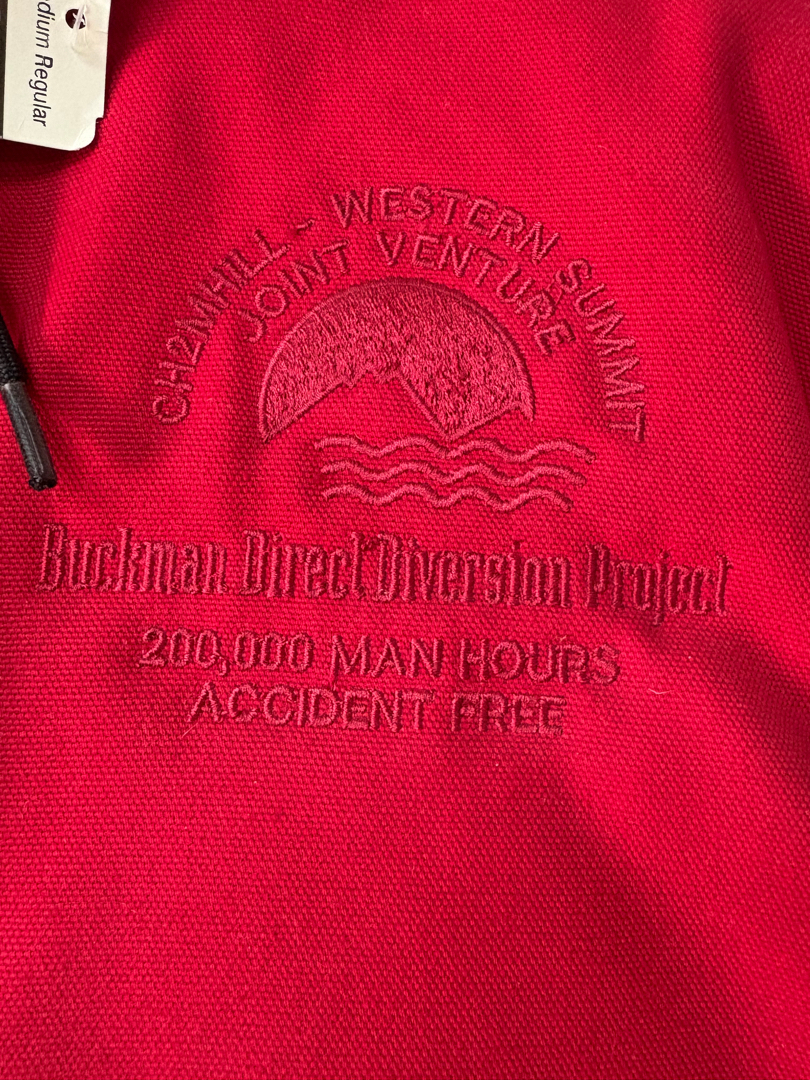 dium Regular
CH2MHILL - WESTERN SUMMIT
JOINT VENTURE
Buckman Direct Diversion Project
200,000 MAN HOURS
ACCIDENT FREE